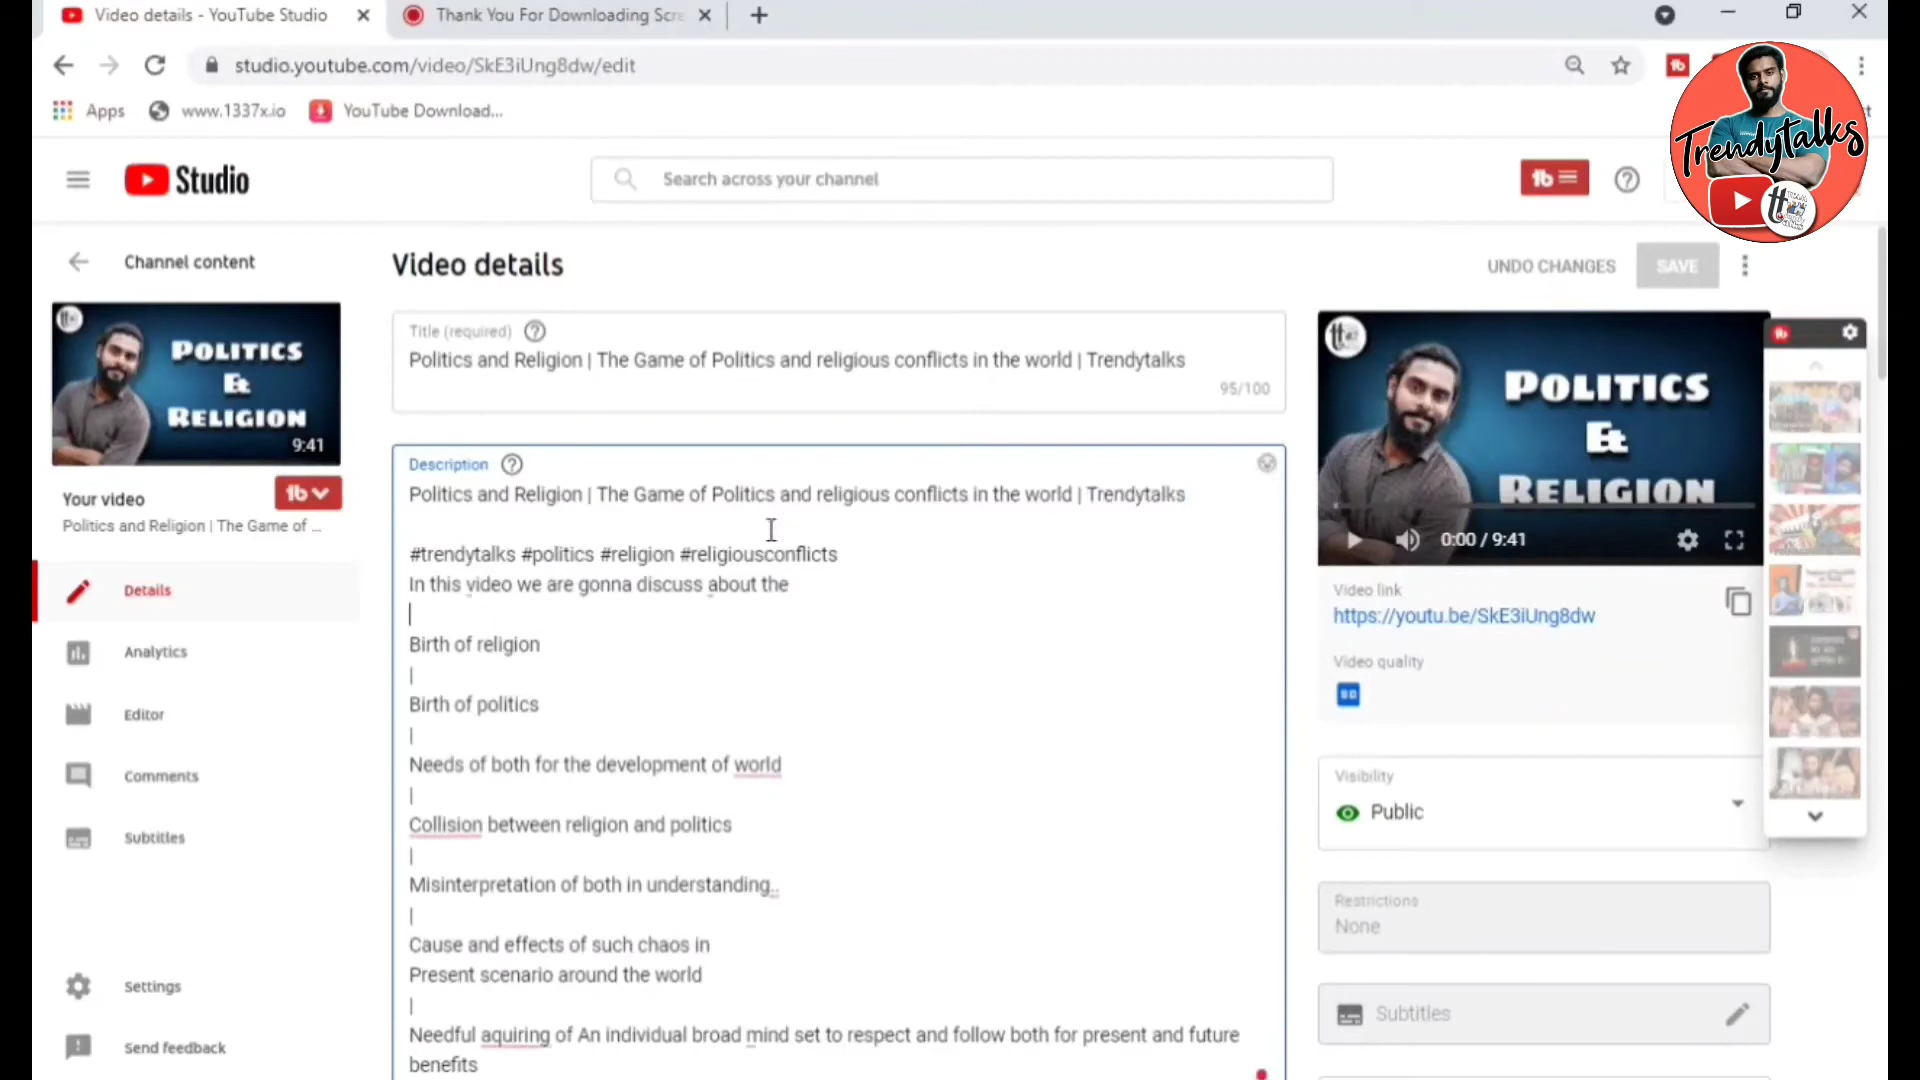 Video details - YouTube Studio
Thank You For Downloading Scre
studio.youtube.com/video/SkE3iUng8dw/edit
Apps
www.1337x.io
YouTube Download...
Trendytalks
Studio
Search across your channel
Channel content
Video details
UNDO CHANGES
SAVE
POLITICS
&
RELIGION
9:41
Title (required)
Politics and Religion | The Game of Politics and religious conflicts in the world | Trendytalks
95/100
POLITICS
&
RELIGION
0:00 / 9:41
Your video
Politics and Religion | The Game of ...
Description
Politics and Religion | The Game of Politics and religious conflicts in the world | Trendytalks
#trendytalks #politics #religion #religiousconflicts
In this video we are gonna discuss about the
Birth of religion
|
Birth of politics
|
Needs of both for the development of world
|
Collision between religion and politics
|
Misinterpretation of both in understanding..
|
Cause and effects of such chaos in
Present scenario around the world
|
Needful aquiring of An individual broad mind set to respect and follow both for present and future
benefits
Details
Analytics
Editor
Comments
Subtitles
Settings
Send feedback
Video link
https://youtu.be/SkE3iUng8dw
Video quality
Visibility
Public
Restrictions
None
Subtitles